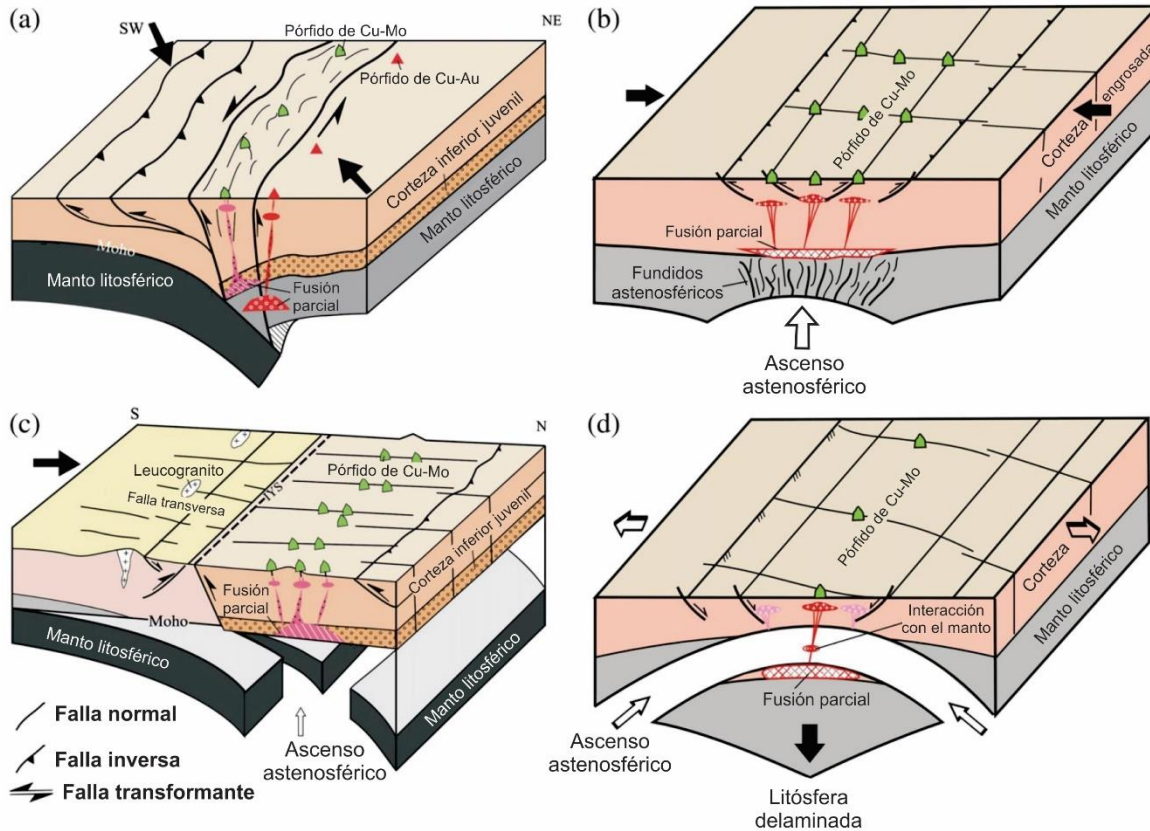 (a)
SW
NE
Pórfido de Cu-Mo
Pórfido de Cu-Au
Corteza inferior juvenil
Manto litosférico
Moho
Manto litosférico
Fusión
parcial
(b)
Pórfido de Cu-Mo
Corteza engrosada
Manto litosférico
Fusión parcial
Fundidos
astenosféricos
Ascenso
astenosférico
(c)
S
N
Leucogranito
Falla transversa
IYS
Pórfido de Cu-Mo
Corteza inferior juvenil
Fusión
parcial
Moho
Manto litosférico
Manto litosférico
Ascenso
astenosférico
Falla normal
Falla inversa
Falla transformante
(d)
Pórfido de Cu-Mo
Corteza
Manto litosférico
Interacción
con el manto
Fusión parcial
Ascenso
astenosférico
Litósfera
delaminada